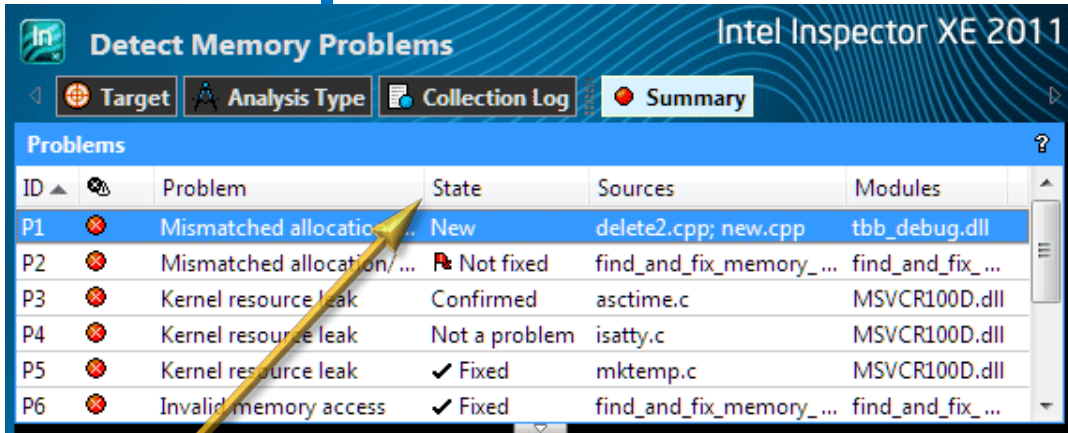 In
XE
Detect Memory Problems
Intel Inspector XE 2011
Target Analysis Type Collection Log Summary
Problems ?
ID Problem State Sources Modules
P1 Mismatched allocatio... New delete2.cpp; new.cpp tbb_debug.dll
P2 Mismatched allocation/ ... Not fixed find_and_fix_memory_ ... find_and_fix_ ...
P3 Kernel resource leak Confirmed asctime.c MSVCR100D.dll
P4 Kernel resource leak Not a problem isatty.c MSVCR100D.dll
P5 Kernel resource leak Fixed mktemp.c MSVCR100D.dll
P6 Invalid memory access Fixed find_and_fix_memory_ ... find_and_fix_ ...